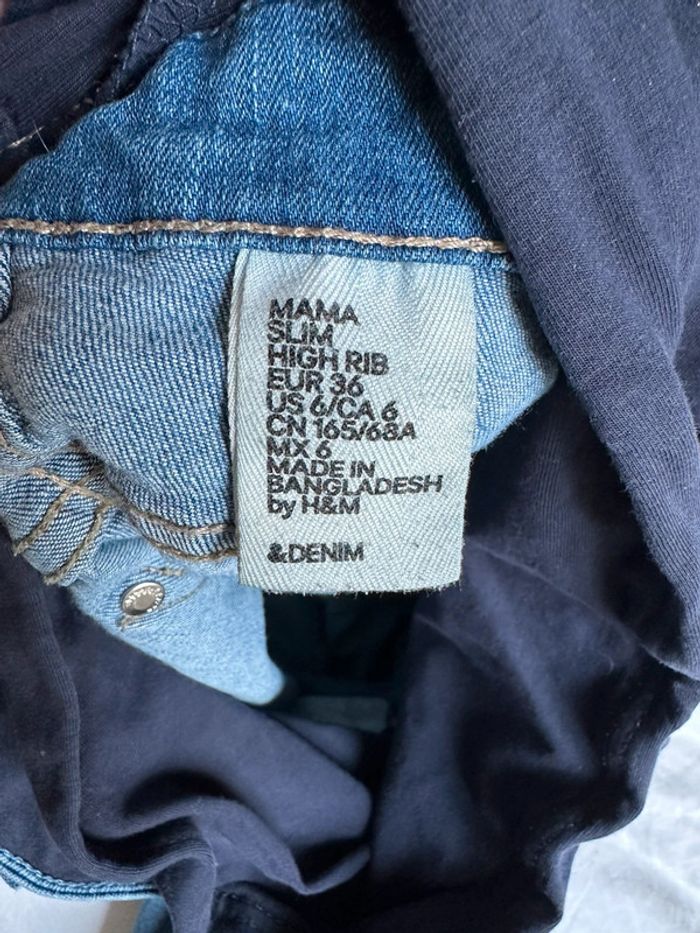 MAMA
SLIM
HIGH RIB
EUR 36
US 6/CA 6
CN 165/68A
MX 6
MADE IN
BANGLADESH
by H&M
&DENIM